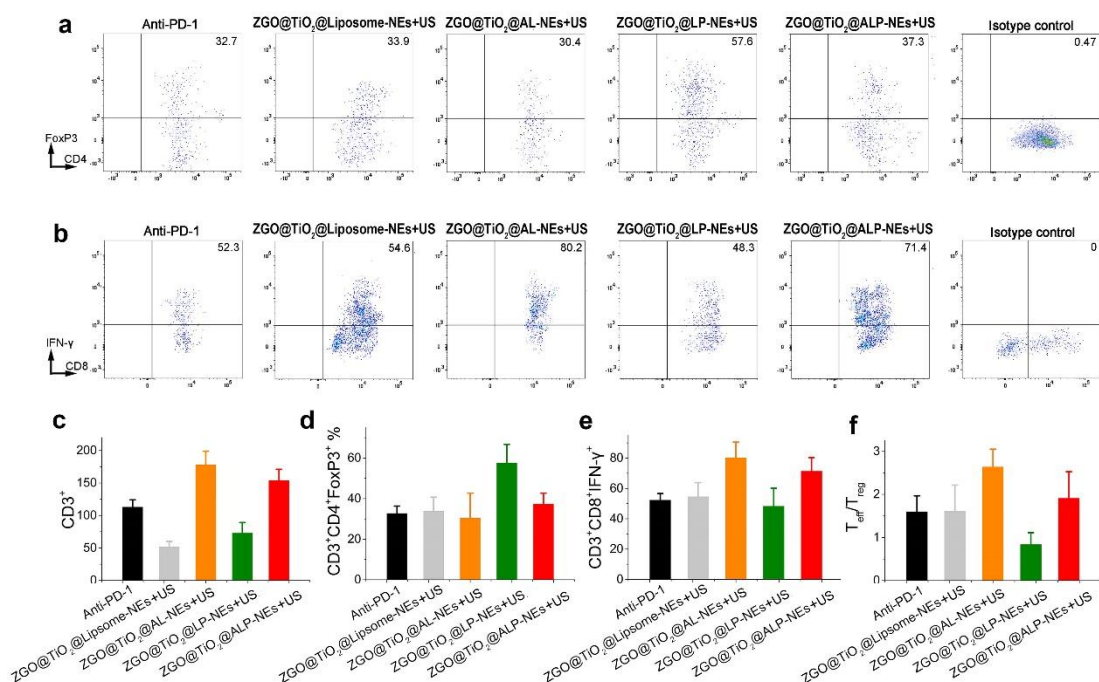 a
Anti-PD-1 ZGO@TiO2@Liposome-NEs+US ZGO@TiO2@AL-NEs+US ZGO@TiO2@LP-NEs+US ZGO@TiO2@ALP-NEs+US Isotype control
32.7 33.9 30.4 57.6 37.3 0.47
FoxP3
CD4
b
Anti-PD-1 ZGO@TiO2@Liposome-NEs+US ZGO@TiO2@AL-NEs+US ZGO@TiO2@LP-NEs+US ZGO@TiO2@ALP-NEs+US Isotype control
52.3 54.6 80.2 48.3 71.4 0
IFN-γ
CD8
c
CD3+
200
150
100
50
0
Anti-PD-1
ZGO@TiO2@Liposome-NEs+US
ZGO@TiO2@AL-NEs+US
ZGO@TiO2@LP-NEs+US
ZGO@TiO2@ALP-NEs+US
d
CD3+CD4+FoxP3+ %
60
40
20
0
Anti-PD-1
ZGO@TiO2@Liposome-NEs+US
ZGO@TiO2@AL-NEs+US
ZGO@TiO2@LP-NEs+US
ZGO@TiO2@ALP-NEs+US
e
CD3+CD8+IFN-γ+
100
80
60
40
20
0
Anti-PD-1
ZGO@TiO2@Liposome-NEs+US
ZGO@TiO2@AL-NEs+US
ZGO@TiO2@LP-NEs+US
ZGO@TiO2@ALP-NEs+US
f
Teff/Treg
3
2
1
0
Anti-PD-1
ZGO@TiO2@Liposome-NEs+US
ZGO@TiO2@AL-NEs+US
ZGO@TiO2@LP-NEs+US
ZGO@TiO2@ALP-NEs+US